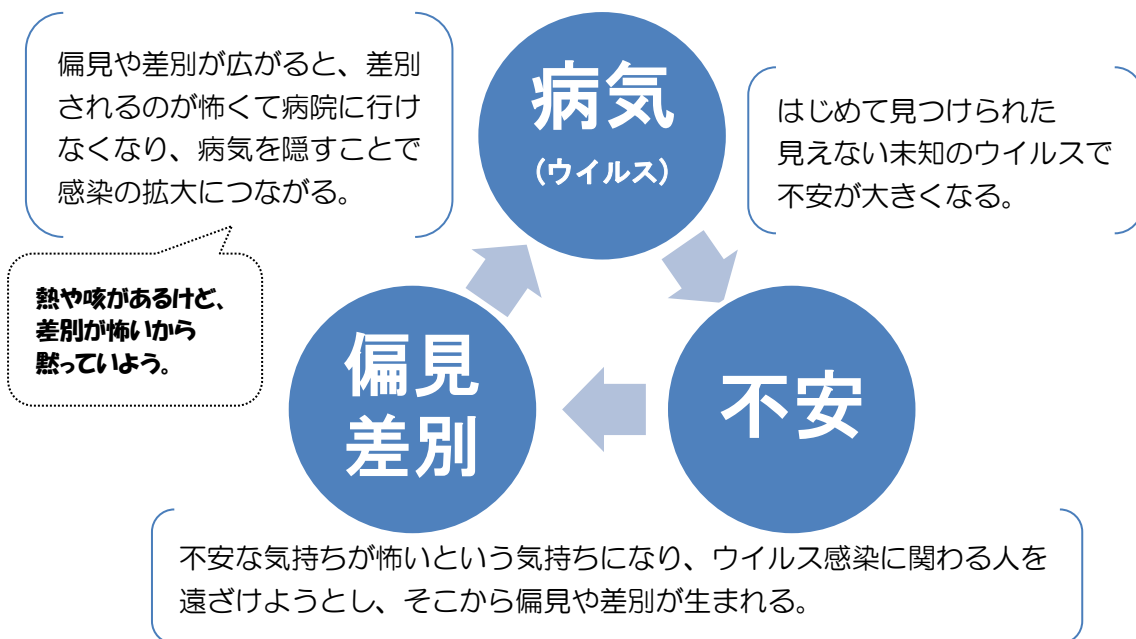 偏見や差別が広がると、差別
されるのが怖くて病院に行け
なくなり、病気を隠すことで
感染の拡大につながる。
病気
(ウイルス)
はじめて見つけられた
見えない未知のウイルスで
不安が大きくなる。
熱や咳があるけど、
差別が怖いから
黙っていよう。
偏見
差別
不安
不安な気持ちが怖いという気持ちになり、ウイルス感染に関わる人を
遠ざけようとし、そこから偏見や差別が生まれる。